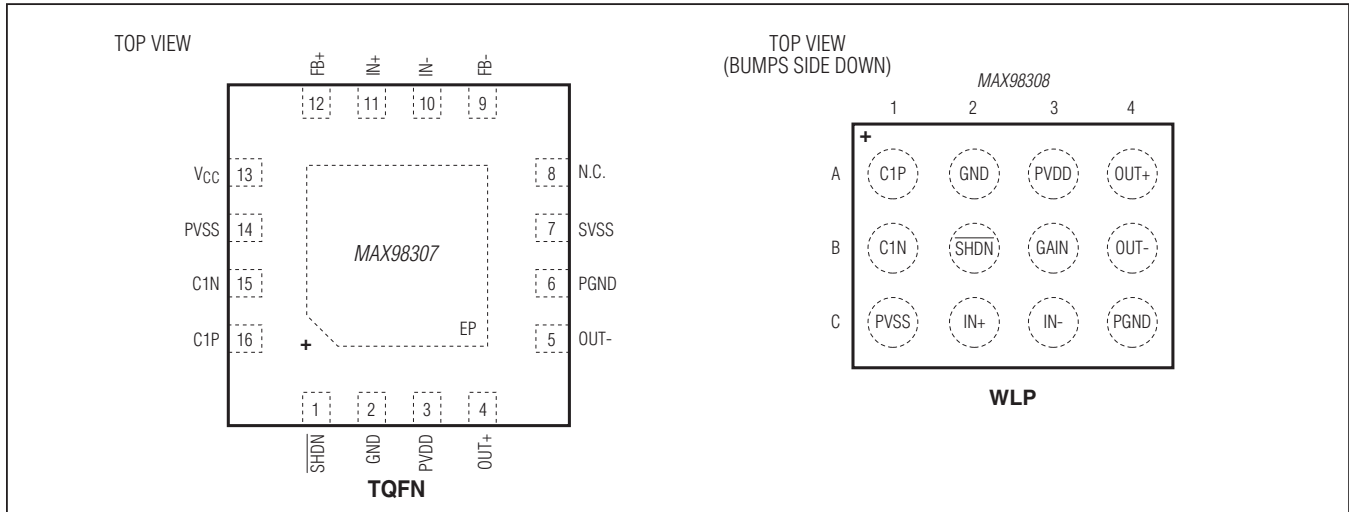 TOP VIEW
FB+ IN+ IN- FB-
12 11 10 9
VCC 13 8 N.C.
PVSS 14 7 SVSS
MAX98307
C1N 15 6 PGND
EP
C1P 16 + 5 OUT-
1 2 3 4
SHDN GND PVDD OUT+
TQFN
TOP VIEW
(BUMPS SIDE DOWN)
MAX98308
1 2 3 4
+
A C1P GND PVDD OUT+
B C1N SHDN GAIN OUT-
C PVSS IN+ IN- PGND
WLP